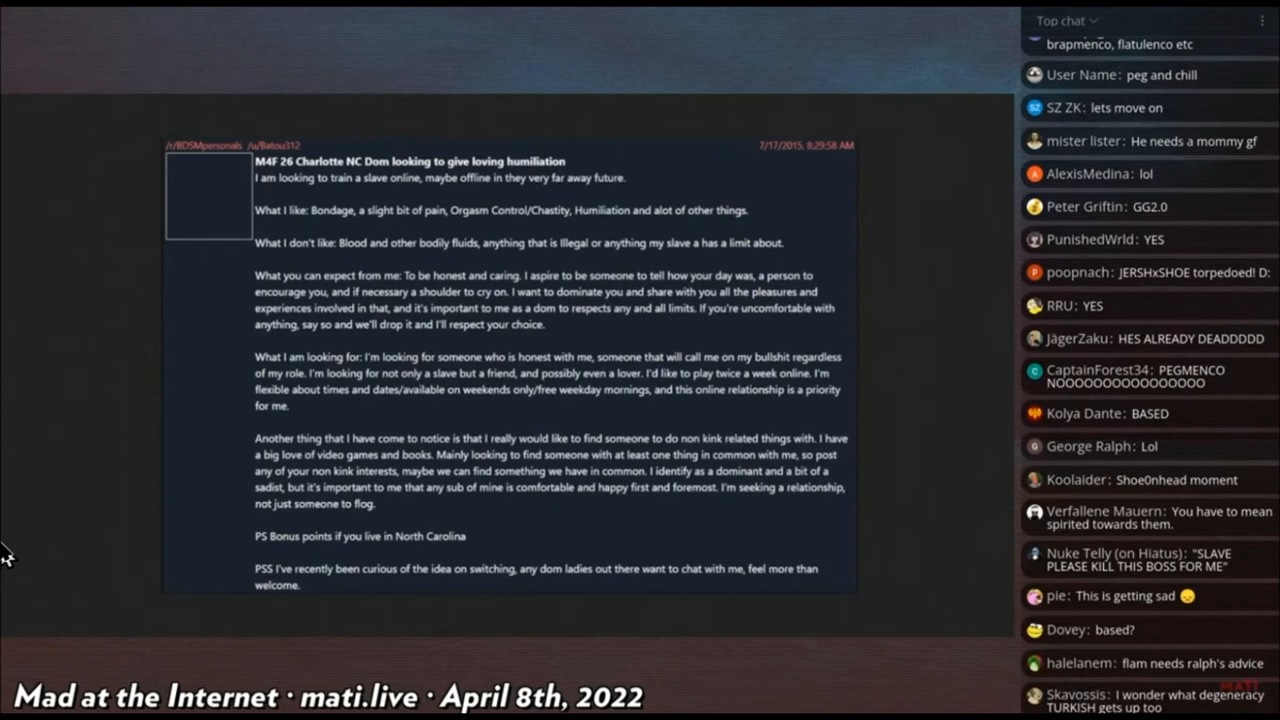 /r/BDSMpersonals /u/Batou312
7/17/2015, 8:29:58 AM
M4F 26 Charlotte NC Dom looking to give loving humiliation
I am looking to train a slave online, maybe offline in they very far away future.
What I like: Bondage, a slight bit of pain, Orgasm Control/Chastity, Humiliation and alot of other things.
What I don't like: Blood and other bodily fluids, anything that is Illegal or anything my slave a has a limit about.
What you can expect from me: To be honest and caring. I aspire to be someone to tell how your day was, a person to
encourage you, and if necessary a shoulder to cry on. I want to dominate you and share with you all the pleasures and
experiences involved in that, and it's important to me as a dom to respects any and all limits. If you're uncomfortable with
anything, say so and we'll drop it and I'll respect your choice.
What I am looking for: I'm looking for someone who is honest with me, someone that will call me on my bullshit regardless
of my role. I'm looking for not only a slave but a friend, and possibly even a lover. I'd like to play twice a week online. I'm
flexible about times and dates/available on weekends only/free weekday mornings, and this online relationship is a priority
for me.
Another thing that I have come to notice is that I really would like to find someone to do non kink related things with. I have
a big love of video games and books. Mainly looking to find someone with at least one thing in common with me, so post
any of your non kink interests, maybe we can find something we have in common. I identify as a dominant and a bit of a
sadist, but it's important to me that any sub of mine is comfortable and happy first and foremost. I'm seeking a relationship,
not just someone to flog.
PS Bonus points if you live in North Carolina
PSS I've recently been curious of the idea on switching, any dom ladies out there want to chat with me, feel more than
welcome.
Top chat
brapmenco, flatulenco etc
User Name: peg and chill
SZ SZ ZK: lets move on
mister lister: He needs a mommy gf
A AlexisMedina: lol
Peter Griftin: GG2.0
PunishedWrld: YES
P poopnach: JERSHxSHOE torpedoed! D:
RRU: YES
JägerZaku: HES ALREADY DEADDDDD
C CaptainForest34: PEGMENCO
NOOOOOOOOOOOOOOOO
Kolya Dante: BASED
G George Ralph: Lol
Koolaider: Shoe0nhead moment
Verfallene Mauern: You have to mean
spirited towards them.
Nuke Telly (on Hiatus): "SLAVE
PLEASE KILL THIS BOSS FOR ME"
pie: This is getting sad 😞
Dovey: based?
halelanem: flam needs ralph's advice
Skavossis: I wonder what degeneracy
TURKISH gets up too
MATI
Mad at the Internet · mati.live · April 8th, 2022